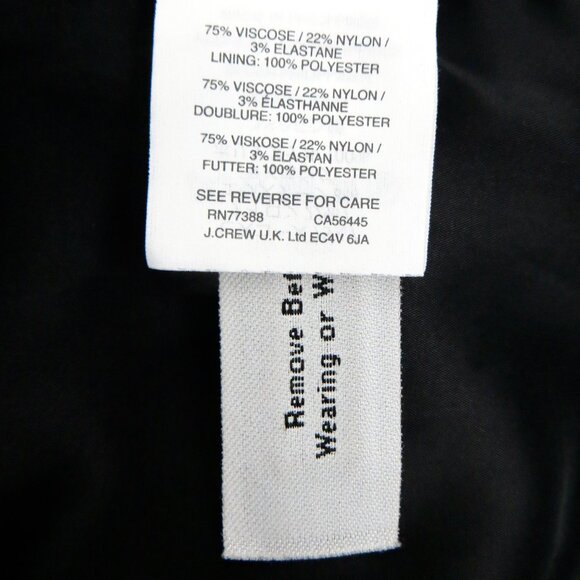 75% VISCOSE / 22% NYLON /
3% ELASTANE
LINING: 100% POLYESTER
75% VISCOSE / 22% NYLON /
3% ÉLASTHANNE
DOUBLURE: 100% POLYESTER
75% VISKOSE / 22% NYLON /
3% ELASTAN
FUTTER: 100% POLYESTER
SEE REVERSE FOR CARE
RN77388 CA56445
J.CREW U.K. Ltd EC4V 6JA
Remove Bef
Wearing or W